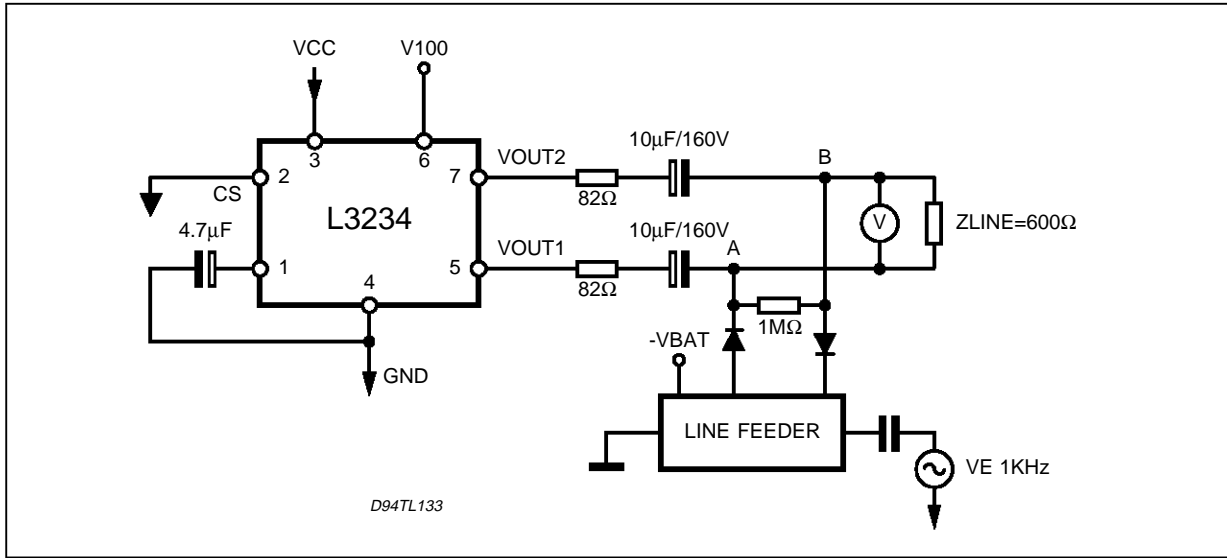 VCC
V100
10μF/160V
B
3
6
VOUT2
2
7
CS
82Ω
L3234
V
ZLINE=600Ω
4.7μF
10μF/160V
VOUT1
A
1
5
4
82Ω
1MΩ
-VBAT
GND
LINE FEEDER
VE 1KHz
D94TL133